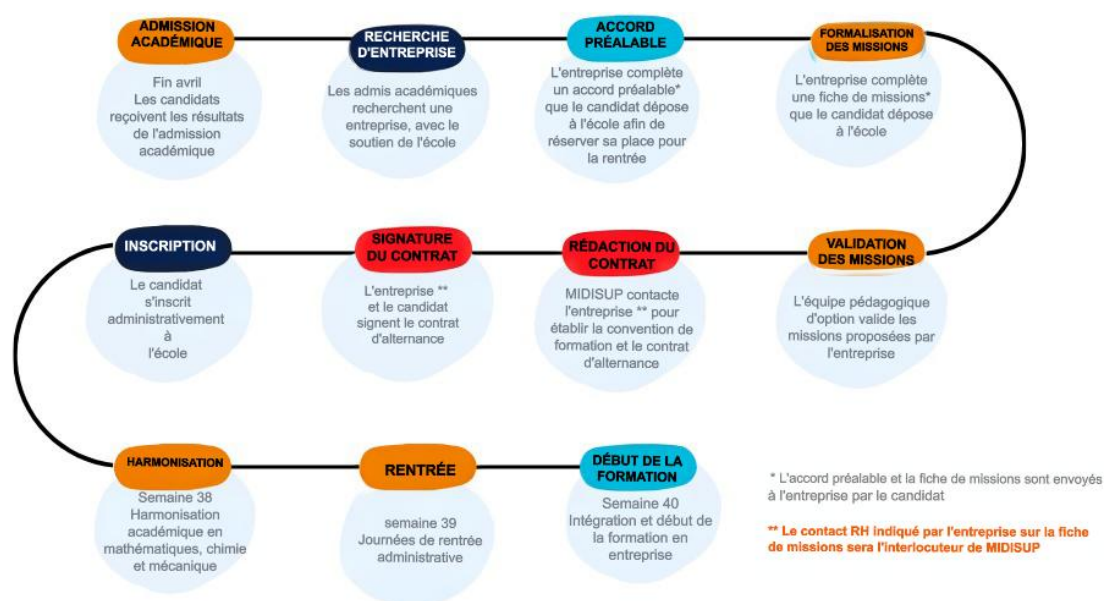 ADMISSION
ACADÉMIQUE
Fin avril
Les candidats
reçoivent les résultats
de l'admission
académique
RECHERCHE
D'ENTREPRISE
Les admis académiques
recherchent une
entreprise, avec le
soutien de l'école
ACCORD
PRÉALABLE
L'entreprise complète
un accord préalable*
que le candidat dépose
à l'école afin de
réserver sa place pour
la rentrée
FORMALISATION
DES MISSIONS
L'entreprise complète
une fiche de missions*
que le candidat dépose
à l'école
VALIDATION
DES MISSIONS
L'équipe pédagogique
d'option valide les
missions proposées par
l'entreprise
RÉDACTION DU
CONTRAT
MIDISUP contacte
l'entreprise ** pour
établir la convention de
formation et le contrat
d'alternance
SIGNATURE
DU CONTRAT
L'entreprise **
et le candidat
signent le contrat
d'alternance
INSCRIPTION
Le candidat
s'inscrit
administrativement
à
l'école
HARMONISATION
Semaine 38
Harmonisation
académique en
mathématiques, chimie
et mécanique
RENTRÉE
semaine 39
Journées de rentrée
administrative
DÉBUT DE LA
FORMATION
Semaine 40
Intégration et début de
la formation en
entreprise
* L'accord préalable et la fiche de missions sont envoyés
à l'entreprise par le candidat
** Le contact RH indiqué par l'entreprise sur la fiche
de missions sera l'interlocuteur de MIDISUP